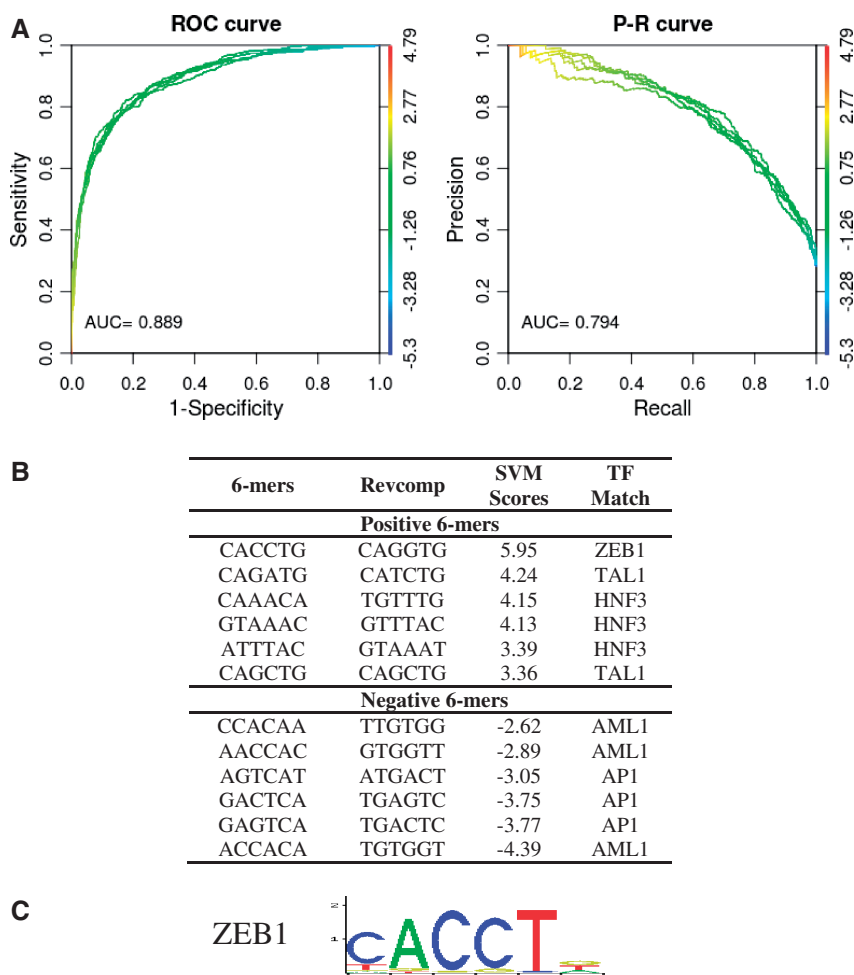 A
ROC curve
P-R curve
Sensitivity
1.0
0.8
0.6
0.4
0.2
0.0
AUC= 0.889
0.0 0.2 0.4 0.6 0.8 1.0
1-Specificity
4.79
2.77
0.76
-1.26
-3.28
-5.3
Precision
1.0
0.8
0.6
0.4
0.2
0.0
AUC= 0.794
0.0 0.2 0.4 0.6 0.8 1.0
Recall
4.79
2.77
0.75
-1.26
-3.28
-5.3
B
6-mers Revcomp SVM Scores TF Match
Positive 6-mers
CACCTG CAGGTG 5.95 ZEB1
CAGATG CATCTG 4.24 TAL1
CAAACA TGTTTG 4.15 HNF3
GTAAAC GTTTAC 4.13 HNF3
ATTTAC GTAAAT 3.39 HNF3
CAGCTG CAGCTG 3.36 TAL1
Negative 6-mers
CCACAA TTGTGG -2.62 AML1
AACCAC GTGGTT -2.89 AML1
AGTCAT ATGACT -3.05 AP1
GACTCA TGAGTC -3.75 AP1
GAGTCA TGACTC -3.77 AP1
ACCACA TGTGGT -4.39 AML1
C
ZEB1
CACCT